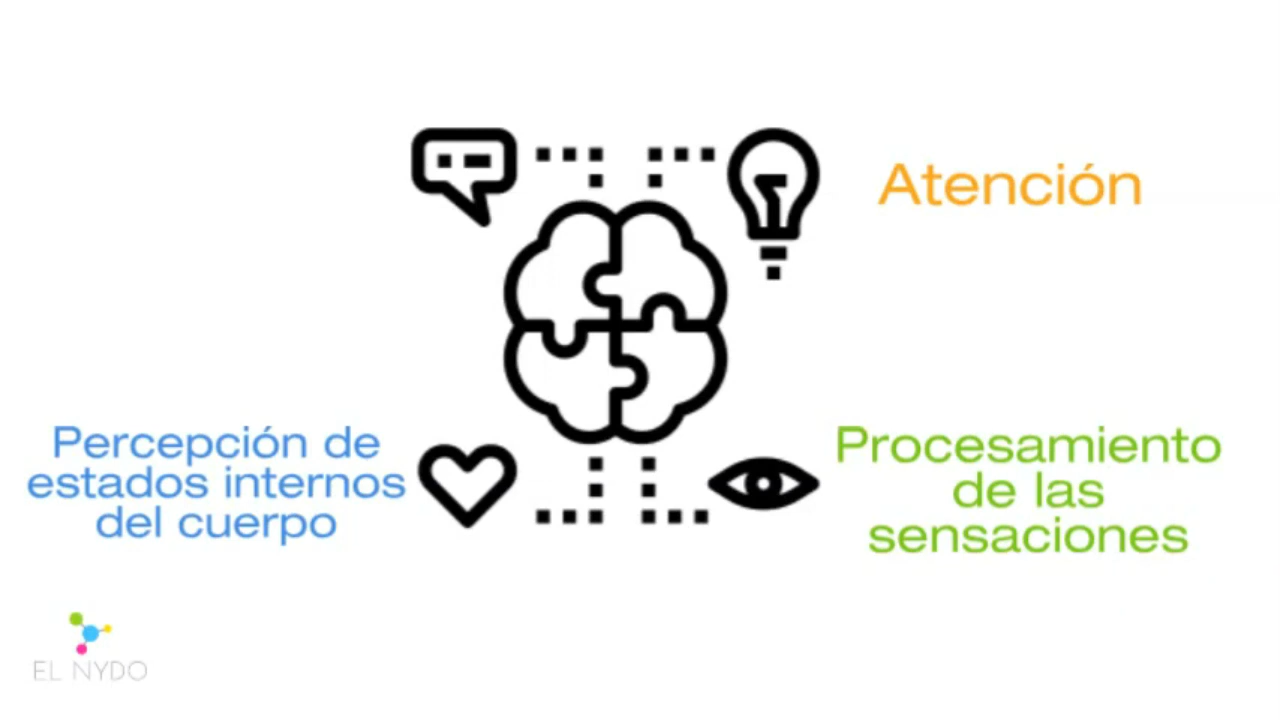 Atención
Percepción de
estados internos
del cuerpo
Procesamiento
de las
sensaciones
EL NYDO